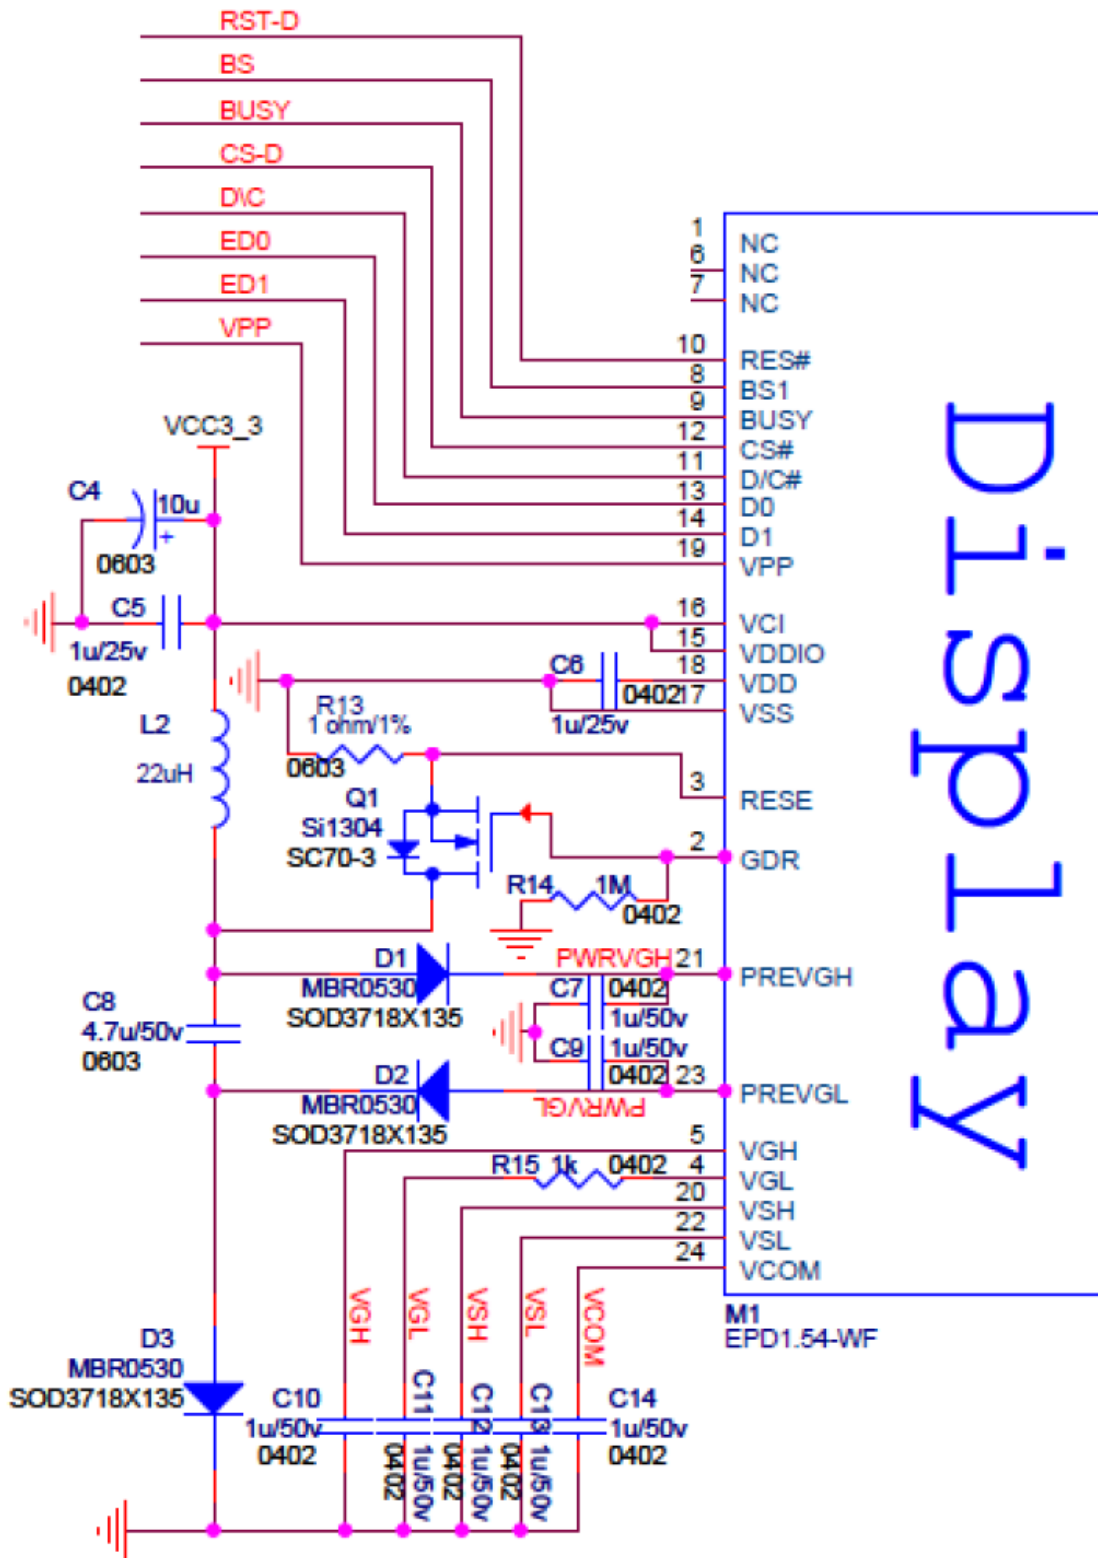 RST-D
BS
BUSY
CS-D
D\C
ED0
ED1
VPP
1 NC
6 NC
7 NC
10 RES#
8 BS1
9 BUSY
12 CS#
11 D/C#
13 D0
14 D1
19 VPP
16 VCI
15 VDDIO
18 VDD
17 VSS
3 RESE
2 GDR
21 PREVGH
23 PREVGL
5 VGH
4 VGL
20 VSH
22 VSL
24 VCOM
Display
M1
EPD1.54-WF
VCC3_3
C4
10u
+
0603
C5
1u/25v
0402
L2
22uH
C6
0402
1u/25v
R13
1 ohm/1%
0603
Q1
Si1304
SC70-3
R14 1M
0402
D1
MBR0530
SOD3718X135
PWRVGH
C7 0402
1u/50v
C9 1u/50v
0402
C8
4.7u/50v
0603
D2
MBR0530
SOD3718X135
PWRVGL
R15 1k 0402
VGH
VGL
VSH
VSL
VCOM
D3
MBR0530
SOD3718X135
C10
1u/50v
0402
C11
1u/50v
0402
C12
1u/50v
0402
C13
1u/50v
0402
C14
1u/50v
0402